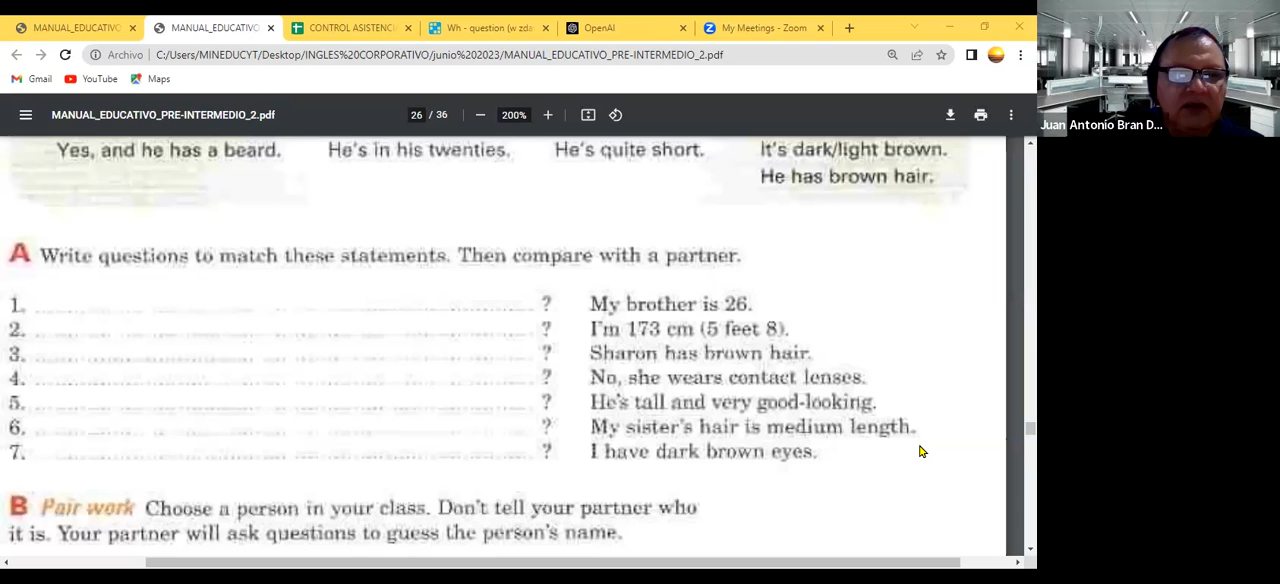 MANUAL_EDUCATIVO
MANUAL_EDUCATIVO_
CONTROL ASISTENCI
Wh - question (w zda
OpenAI
My Meetings - Zoom
Archivo
C:/Users/MINEDUCYT/Desktop/INGLES%20CORPORATIVO/junio%202023/MANUAL_EDUCATIVO_PRE-INTERMEDIO_2.pdf
Gmail
YouTube
Maps
MANUAL_EDUCATIVO_PRE-INTERMEDIO_2.pdf
26 / 36
200%
Juan Antonio Bran D...
Yes, and he has a beard. He's in his twenties. He's quite short. It's dark/light brown.
He has brown hair.
A Write questions to match these statements. Then compare with a partner.
1. ? My brother is 26.
2. ? I'm 173 cm (5 feet 8).
3. ? Sharon has brown hair.
4. ? No, she wears contact lenses.
5. ? He's tall and very good-looking.
6. ? My sister's hair is medium length.
7. ? I have dark brown eyes.
B Pair work Choose a person in your class. Don't tell your partner who
it is. Your partner will ask questions to guess the person's name.